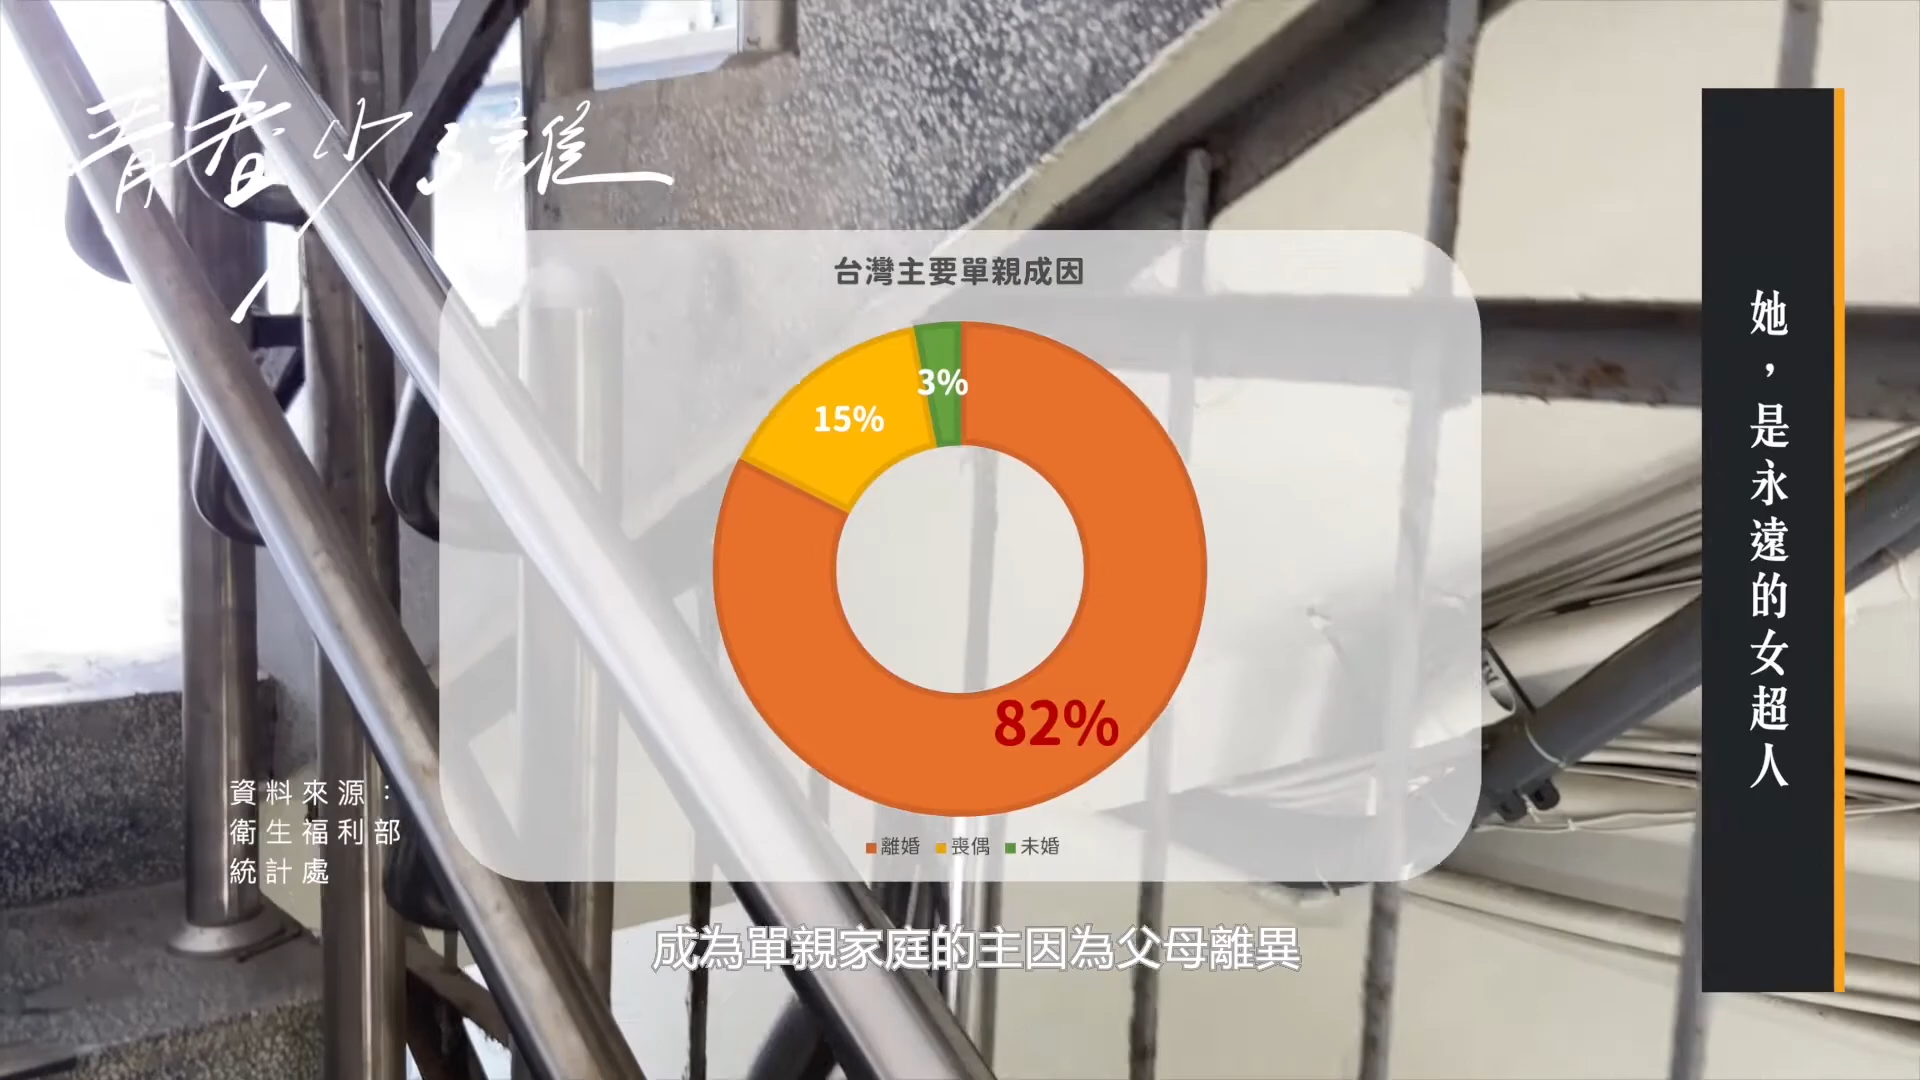 青春少了誰
台灣主要單親成因
3%
15%
82%
離婚 喪偶 未婚
資料來源：
衛生福利部
統計處
她，是永遠的女超人
成為單親家庭的主因為父母離異